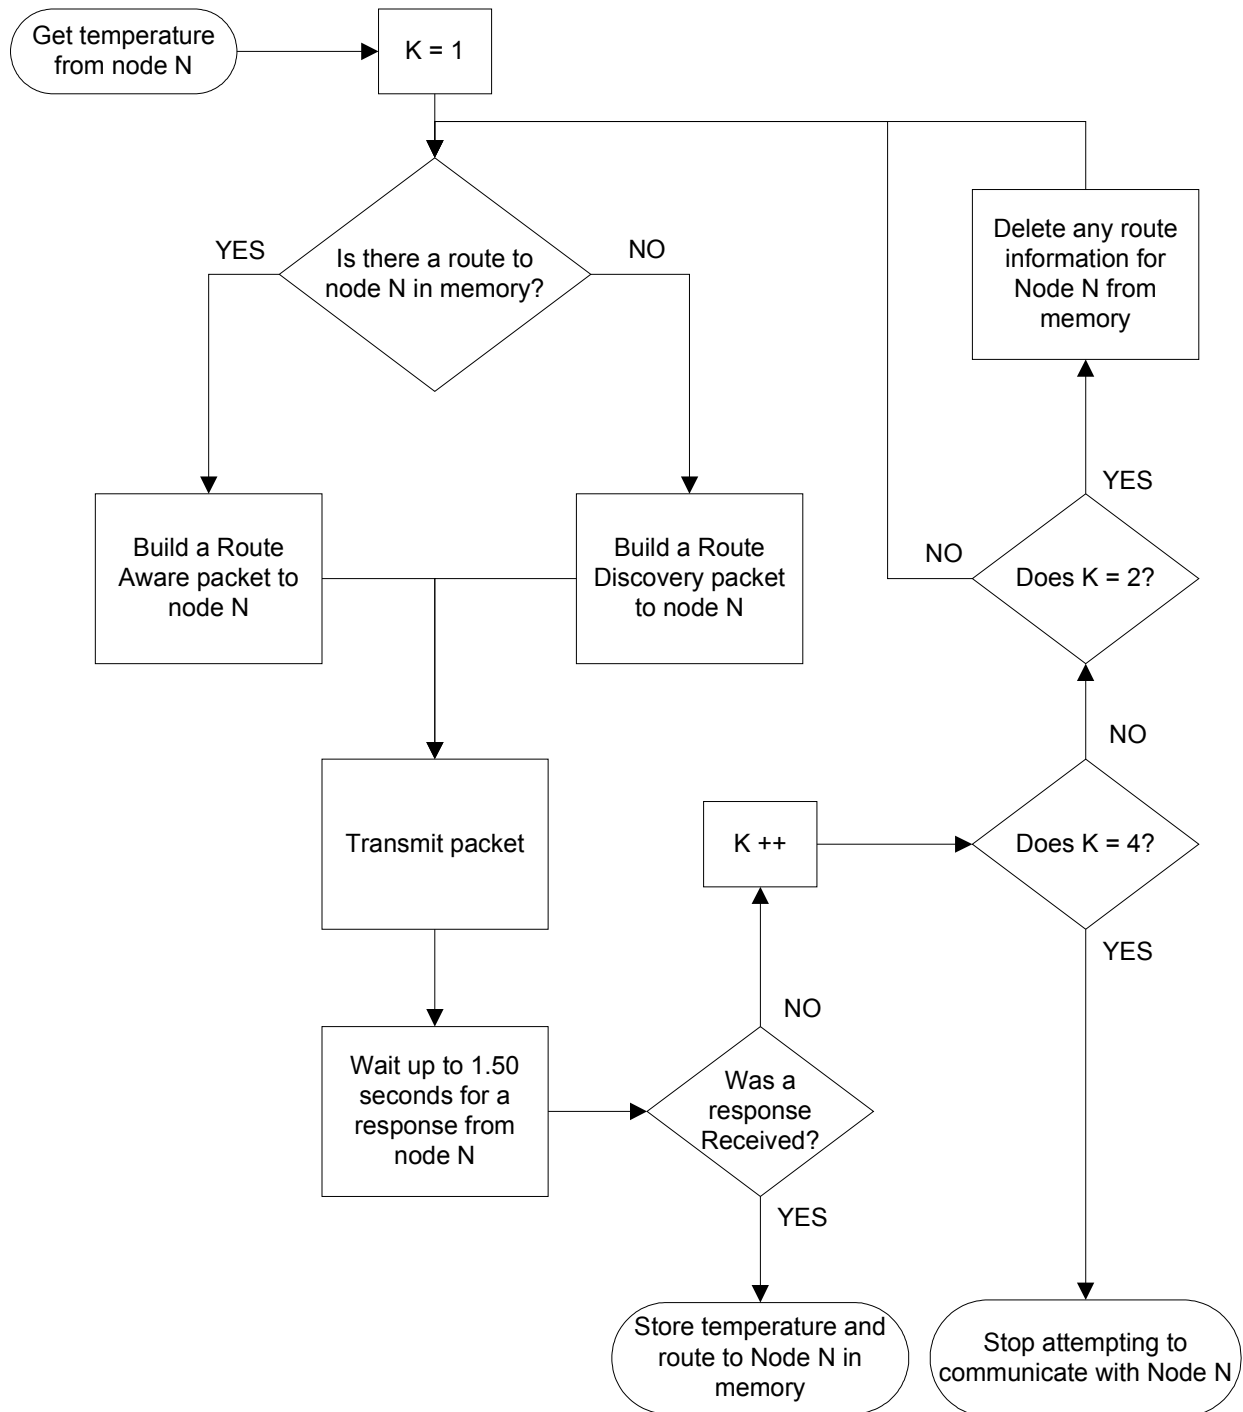 Get temperature
from node N
K = 1
Is there a route to
node N in memory?
YES
NO
Delete any route
information for
Node N from
memory
YES
Build a Route
Aware packet to
node N
Build a Route
Discovery packet
to node N
NO
Does K = 2?
NO
Transmit packet
K ++
Does K = 4?
YES
NO
Wait up to 1.50
seconds for a
response from
node N
Was a
response
Received?
YES
Store temperature and
route to Node N in
memory
Stop attempting to
communicate with Node N